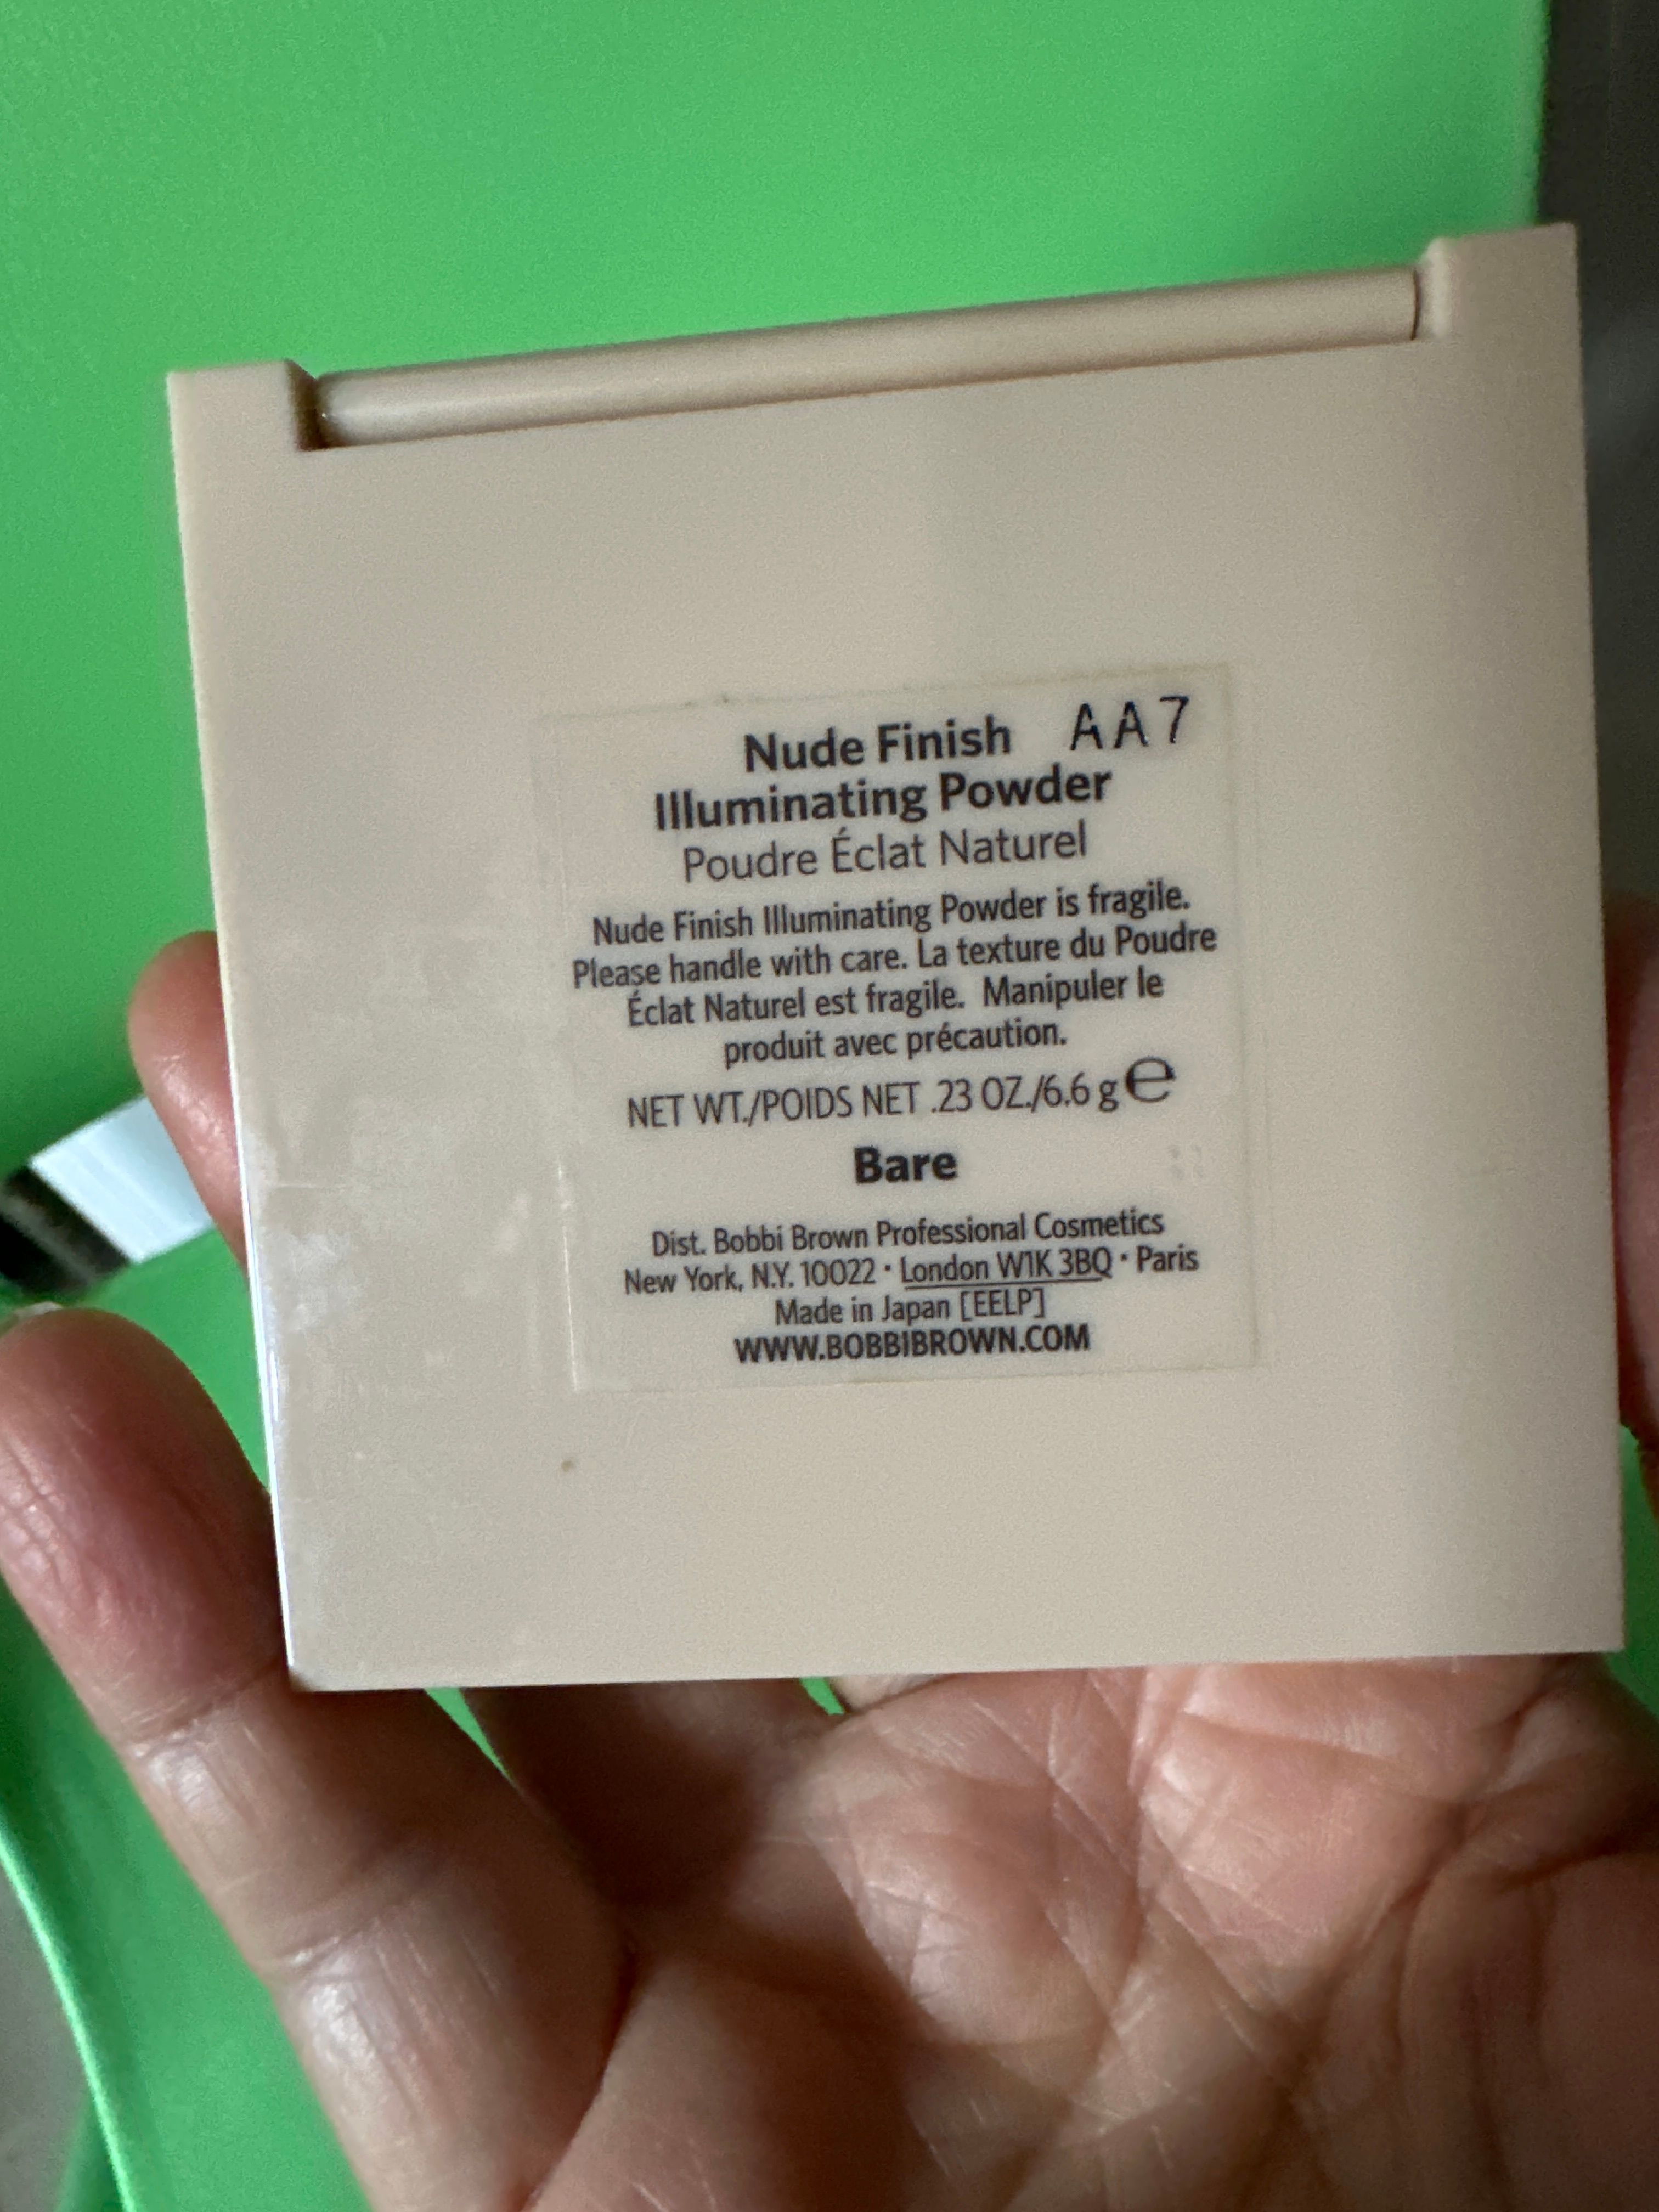 Nude Finish AA7
Illuminating Powder
Poudre Éclat Naturel
Nude Finish Illuminating Powder is fragile.
Please handle with care. La texture du Poudre
Éclat Naturel est fragile. Manipuler le
produit avec précaution.
NET WT./POIDS NET .23 OZ./6.6 g e
Bare
Dist. Bobbi Brown Professional Cosmetics
New York, N.Y. 10022 • London W1K 3BQ • Paris
Made in Japan [EELP]
WWW.BOBBIBROWN.COM